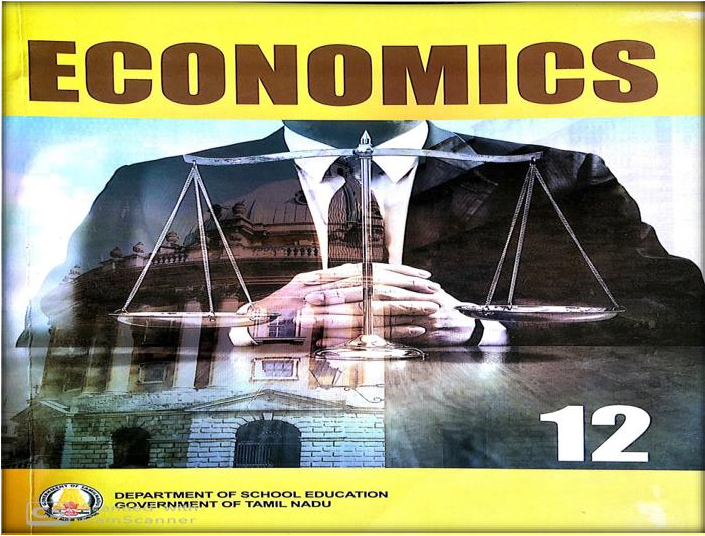 ECONOMICS
12
DEPARTMENT OF SCHOOL EDUCATION
GOVERNMENT OF TAMIL NADU